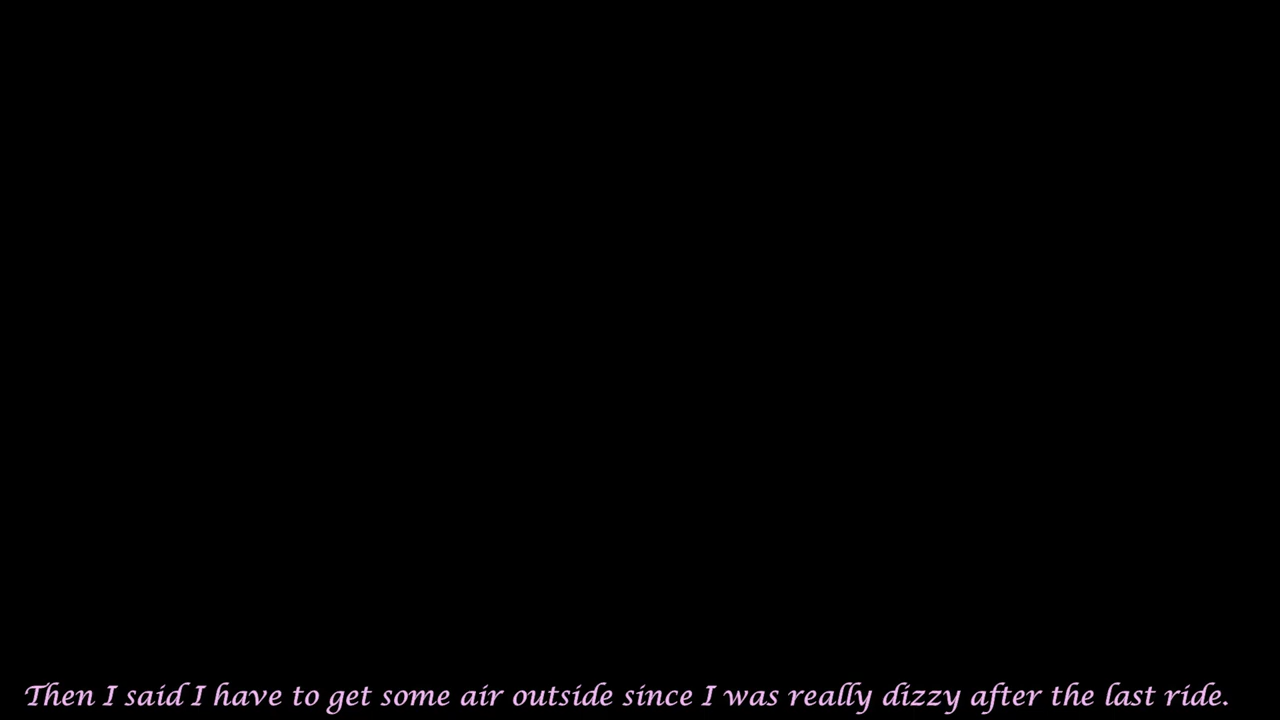 Then I said I have to get some air outside since I was really dizzy after the last ride.